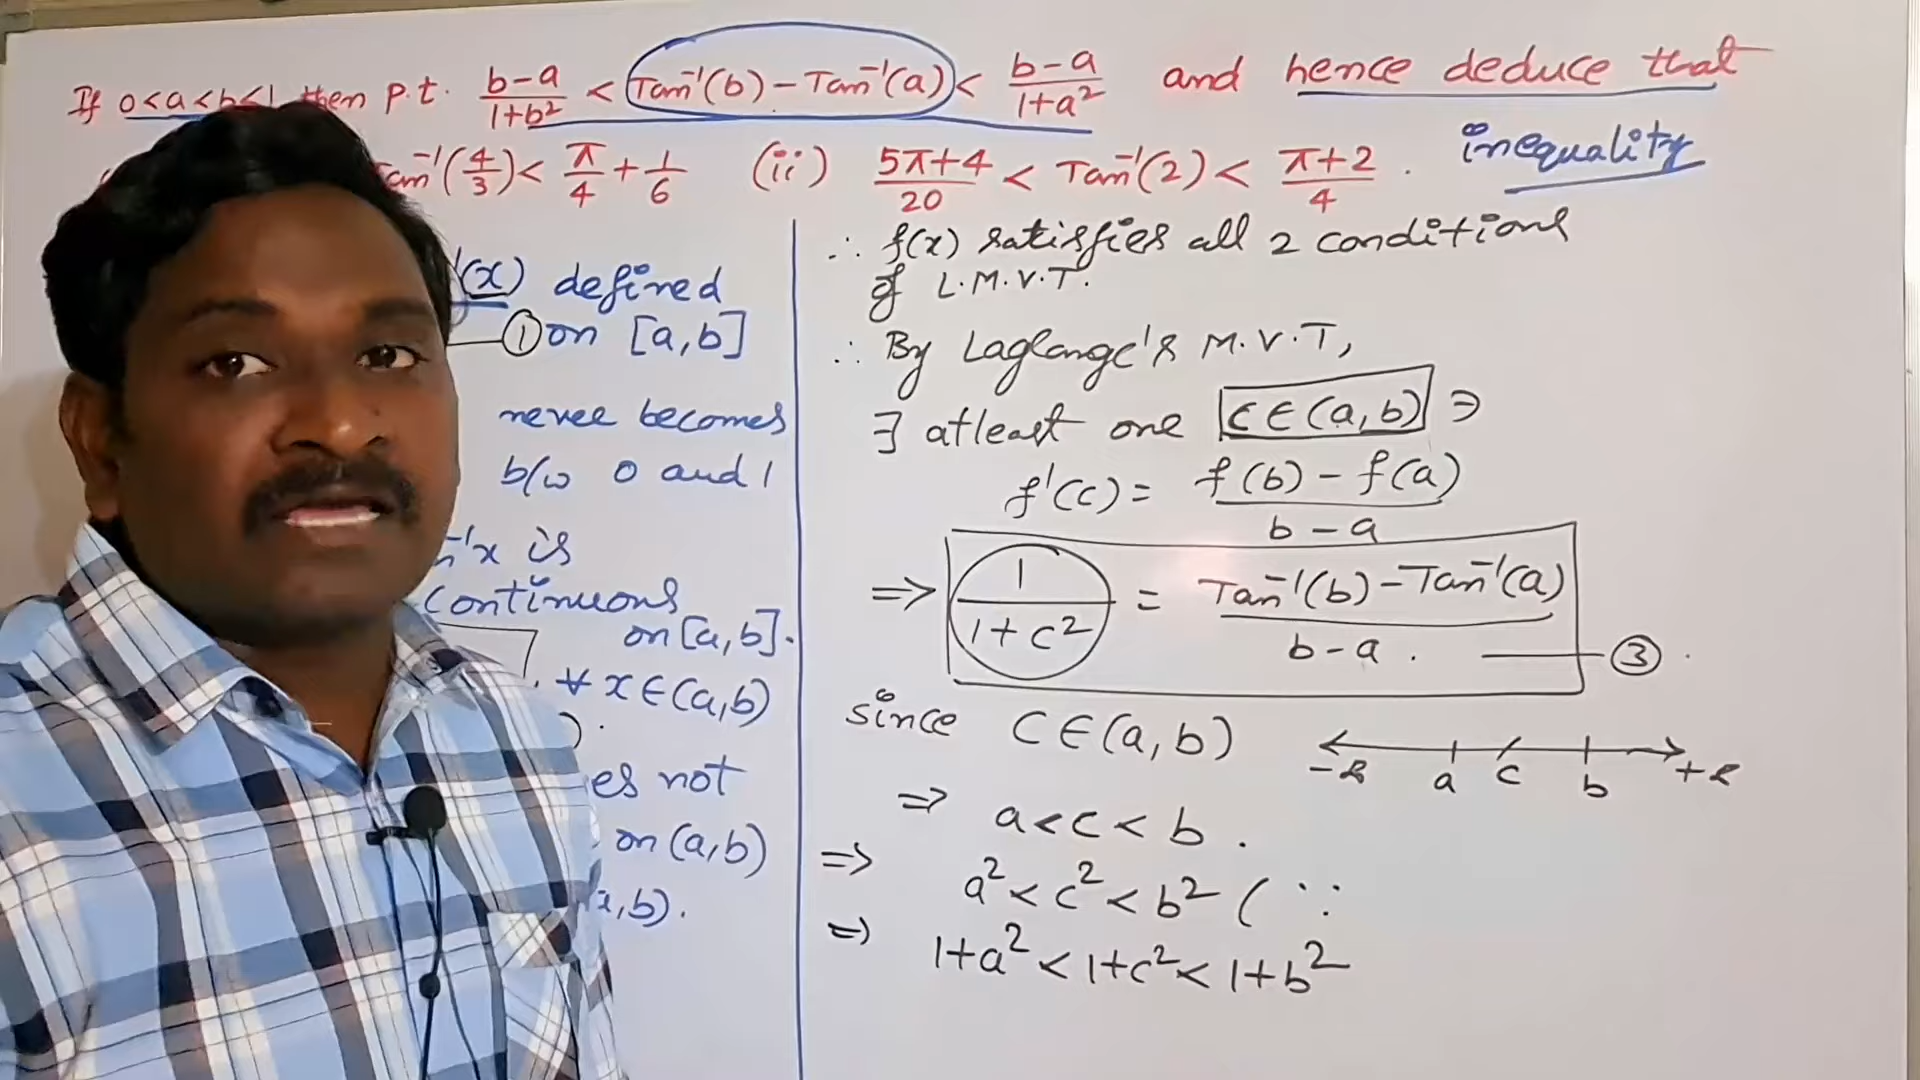 If 0<a<b<1 then p.t. b-a/1+b² < Tan⁻¹(b) - Tan⁻¹(a) < b-a/1+a² and hence deduce that
Tan⁻¹(4/3) < π/4 + 1/6 (ii) 5π+4/20 < Tan⁻¹(2) < π+2/4 . inequality
(x) defined
① on [a,b]
never becomes
b/w 0 and 1
⁻¹x is
continuous
on [a,b].
, ∀ x∈(a,b)
es not
on (a,b)
,b).
∴ f(x) satisfies all 2 conditions
of L.M.V.T.
∴ By Lagrange's M.V.T,
∃ atleast one c∈(a,b) ∋
f'(c) = f(b) - f(a)/b - a
⇒ 1/1+c² = Tan⁻¹(b) - Tan⁻¹(a)/b-a . ③
since C∈(a,b)
a c b
⇒ a<c<b.
⇒ a²<c²<b² (∵
⇒ 1+a²<1+c²<1+b²